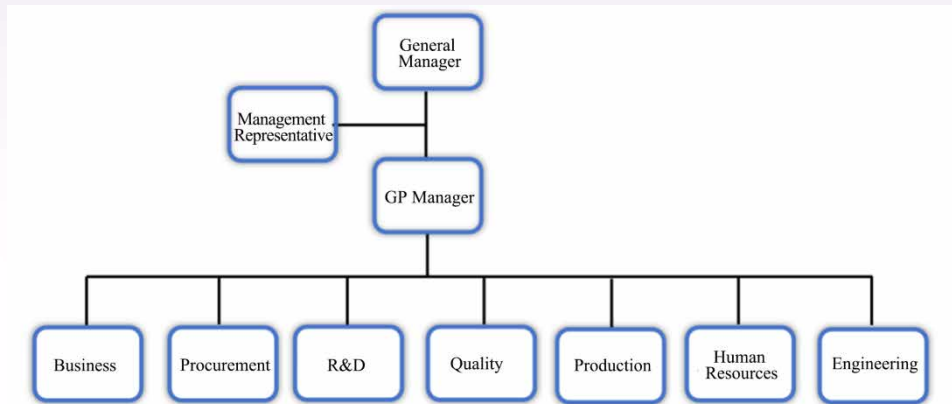 General
Manager
Management
Representative
GP Manager
Business
Procurement
R&D
Quality
Production
Human
Resources
Engineering